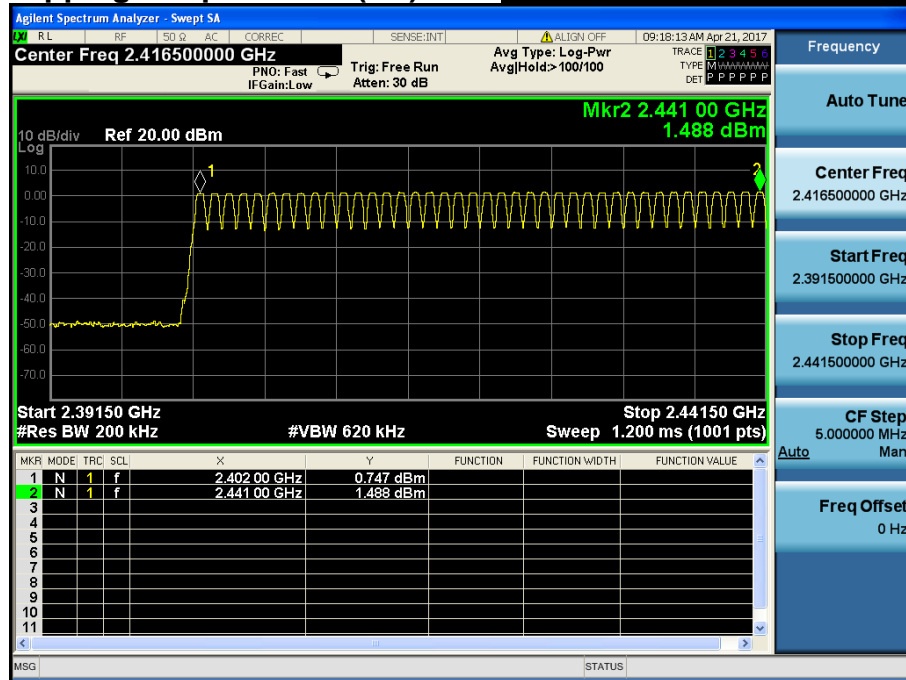 Agilent Spectrum Analyzer - Swept SA
LXI RL RF 50 Ω AC CORREC SENSE:INT ALIGN OFF 09:18:13 AM Apr 21, 2017
Center Freq 2.416500000 GHz
PNO: Fast
IFGain:Low
Trig: Free Run
Atten: 30 dB
Avg Type: Log-Pwr
Avg|Hold:>100/100
TRACE 1 2 3 4 5 6
TYPE M
DET P P P P P P
Mkr2 2.441 00 GHz
1.488 dBm
10 dB/div Ref 20.00 dBm
Log
10.0
0.00
-10.0
-20.0
-30.0
-40.0
-50.0
-60.0
-70.0
1
2
Start 2.39150 GHz Stop 2.44150 GHz
#Res BW 200 kHz #VBW 620 kHz Sweep 1.200 ms (1001 pts)
MKR MODE TRC SCL X Y FUNCTION FUNCTION WIDTH FUNCTION VALUE
1 N 1 f 2.402 00 GHz 0.747 dBm
2 N 1 f 2.441 00 GHz 1.488 dBm
3
4
5
6
7
8
9
10
11
MSG STATUS
Frequency
Auto Tune
Center Freq
2.416500000 GHz
Start Freq
2.391500000 GHz
Stop Freq
2.441500000 GHz
CF Step
5.000000 MHz
Auto Man
Freq Offset
0 Hz